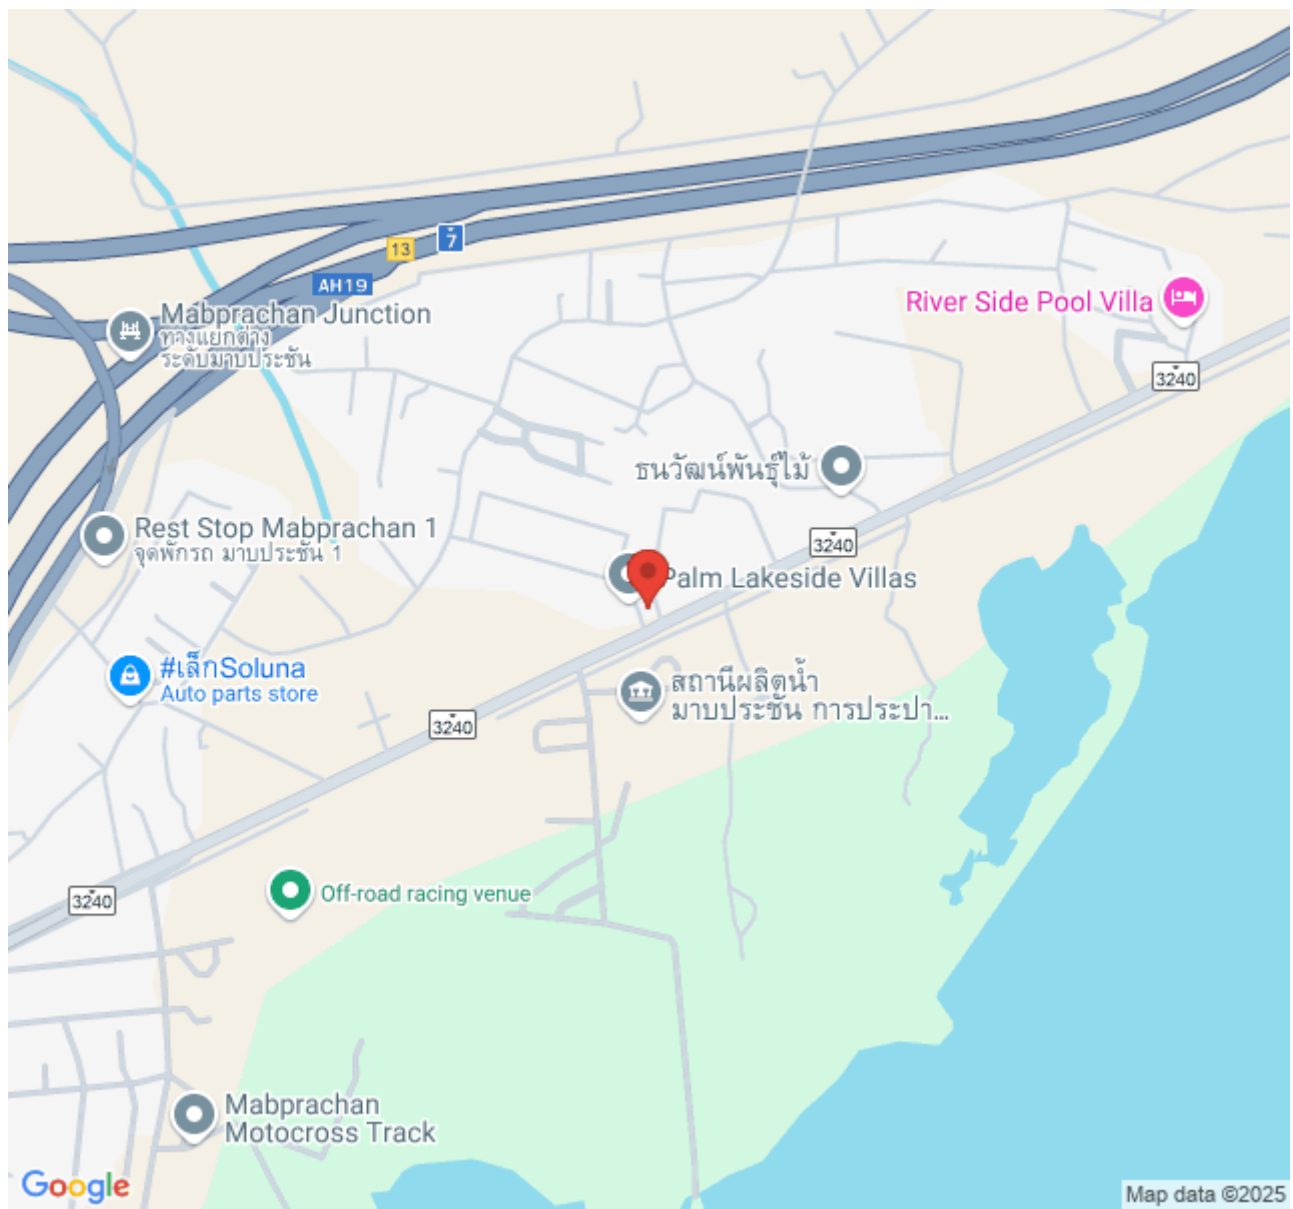 7
13
AH19
River Side Pool Villa
Mabprachan Junction
ทางแยกต่าง
ระดับมาบประชัน
3240
ธนวัฒน์พันธุ์ไม้
Rest Stop Mabprachan 1
จุดพักรถ มาบประชัน 1
3240
Palm Lakeside Villas
#เล็กSoluna
Auto parts store
สถานีผลิตน้ำ
มาบประชัน การประปา...
3240
Off-road racing venue
3240
Mabprachan
Motocross Track
Google
Map data ©2025